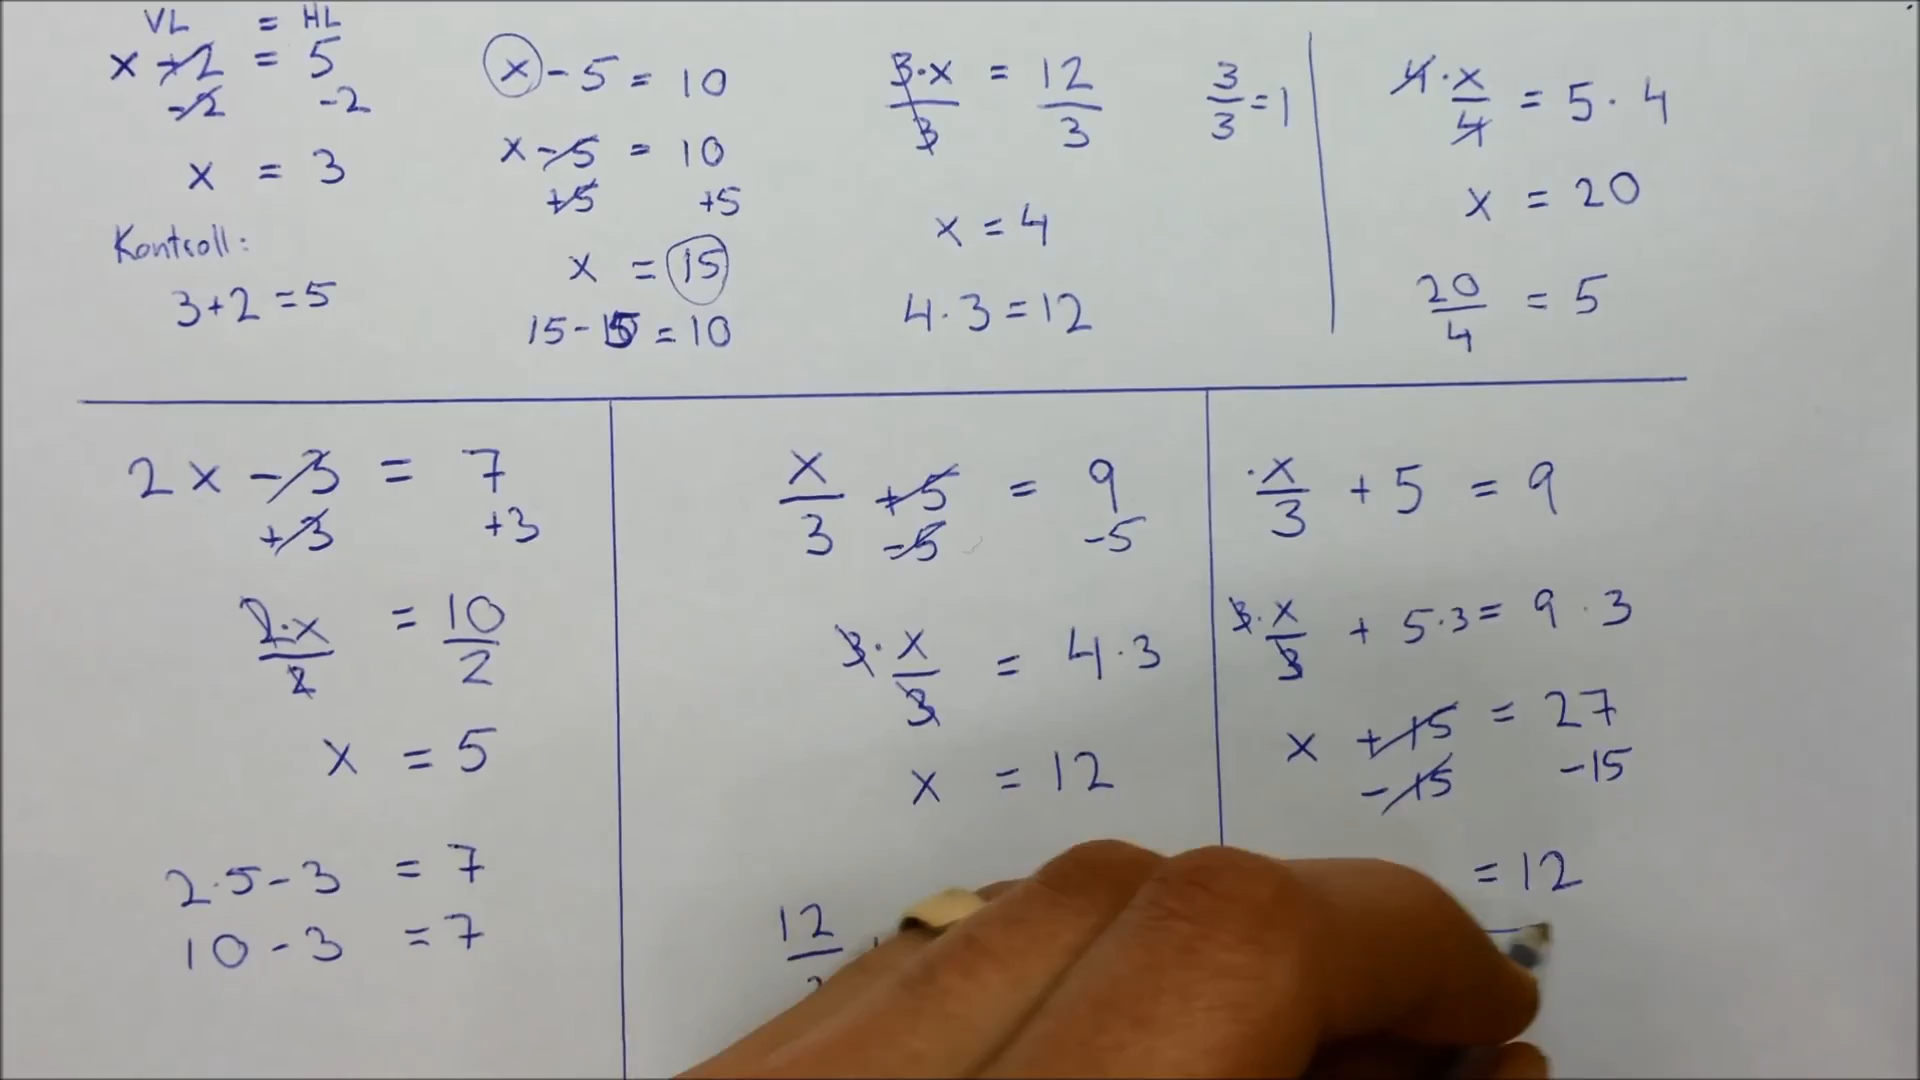 VL = HL
x +2 = 5
-2 -2
x = 3
Kontroll:
3+2=5
x - 5 = 10
x - 5 = 10
+5 +5
x = 15
15-15 = 10
3·x/3 = 12/3
3/3 = 1
x = 4
4·3=12
4·x/4 = 5·4
x = 20
20/4 = 5
2x - 3 = 7
+3 +3
2·x/2 = 10/2
x = 5
2·5-3 = 7
10-3 = 7
x/3 +5 = 9
-5 -5
3·x/3 = 4·3
x = 12
12
·x/3 + 5 = 9
3·x/3 + 5·3 = 9·3
x +15 = 27
-15 -15
= 12